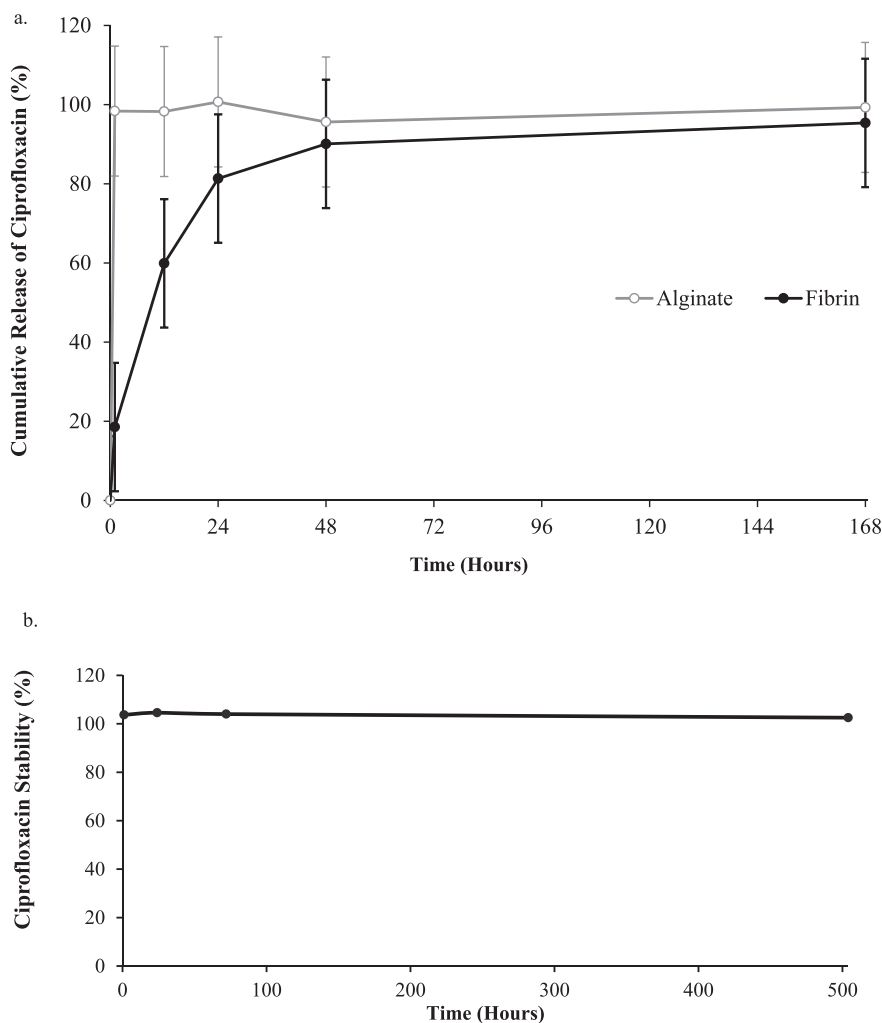 a.
120
100
80
60
40
20
0
Cumulative Release of Ciprofloxacin (%)
Alginate Fibrin
0 24 48 72 96 120 144 168
Time (Hours)
b.
120
100
80
60
40
20
0
Ciprofloxacin Stability (%)
0 100 200 300 400 500
Time (Hours)